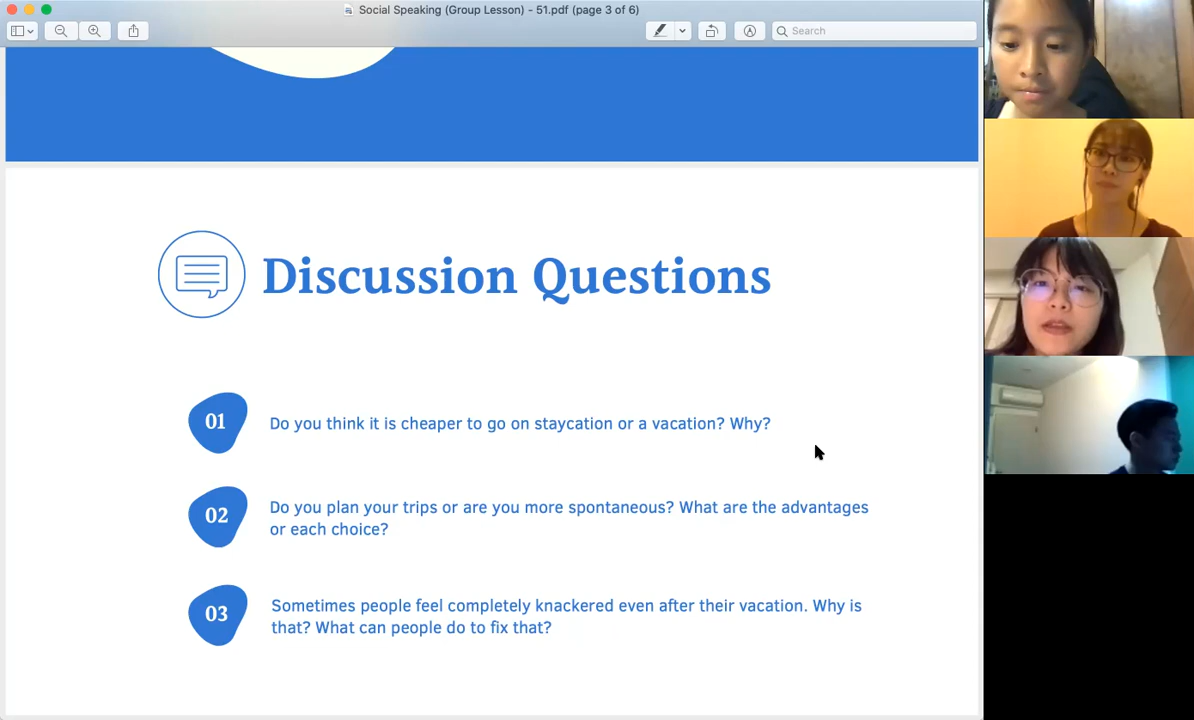 Social Speaking (Group Lesson) - 51.pdf (page 3 of 6)
Search
Discussion Questions
01
Do you think it is cheaper to go on staycation or a vacation? Why?
02
Do you plan your trips or are you more spontaneous? What are the advantages
or each choice?
03
Sometimes people feel completely knackered even after their vacation. Why is
that? What can people do to fix that?